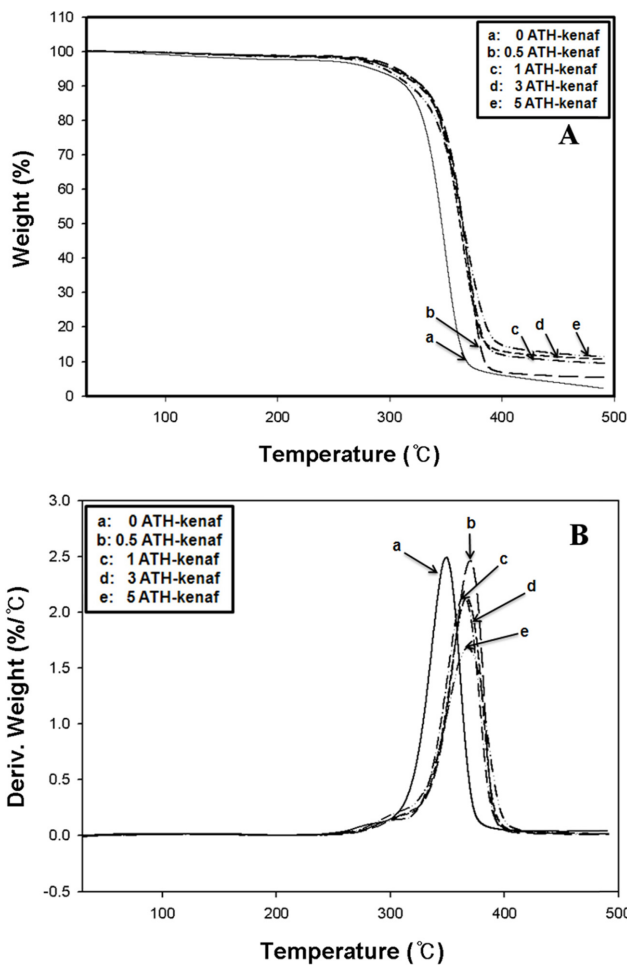 110
100
90
80
70
60
50
40
30
20
10
0
Weight (%)
a: 0 ATH-kenaf
b: 0.5 ATH-kenaf
c: 1 ATH-kenaf
d: 3 ATH-kenaf
e: 5 ATH-kenaf
A
b
a
c
d
e
100
200
300
400
500
Temperature (℃)
3.0
2.5
2.0
1.5
1.0
0.5
0.0
-0.5
Deriv. Weight (%/℃)
a: 0 ATH-kenaf
b: 0.5 ATH-kenaf
c: 1 ATH-kenaf
d: 3 ATH-kenaf
e: 5 ATH-kenaf
B
a
b
c
d
e
100
200
300
400
500
Temperature (℃)